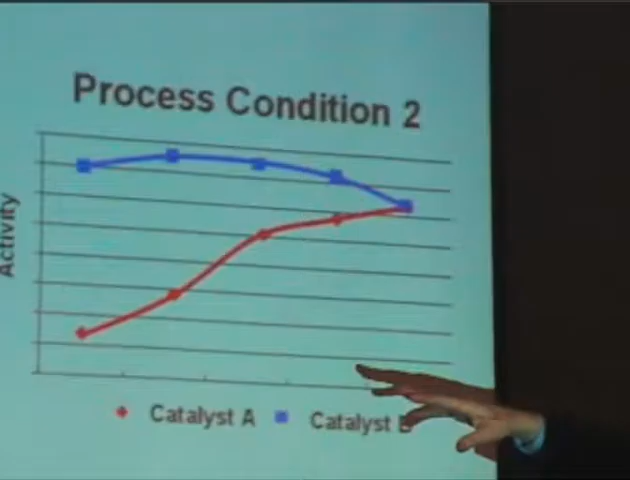 Process Condition 2
Activity
Catalyst A
Catalyst B